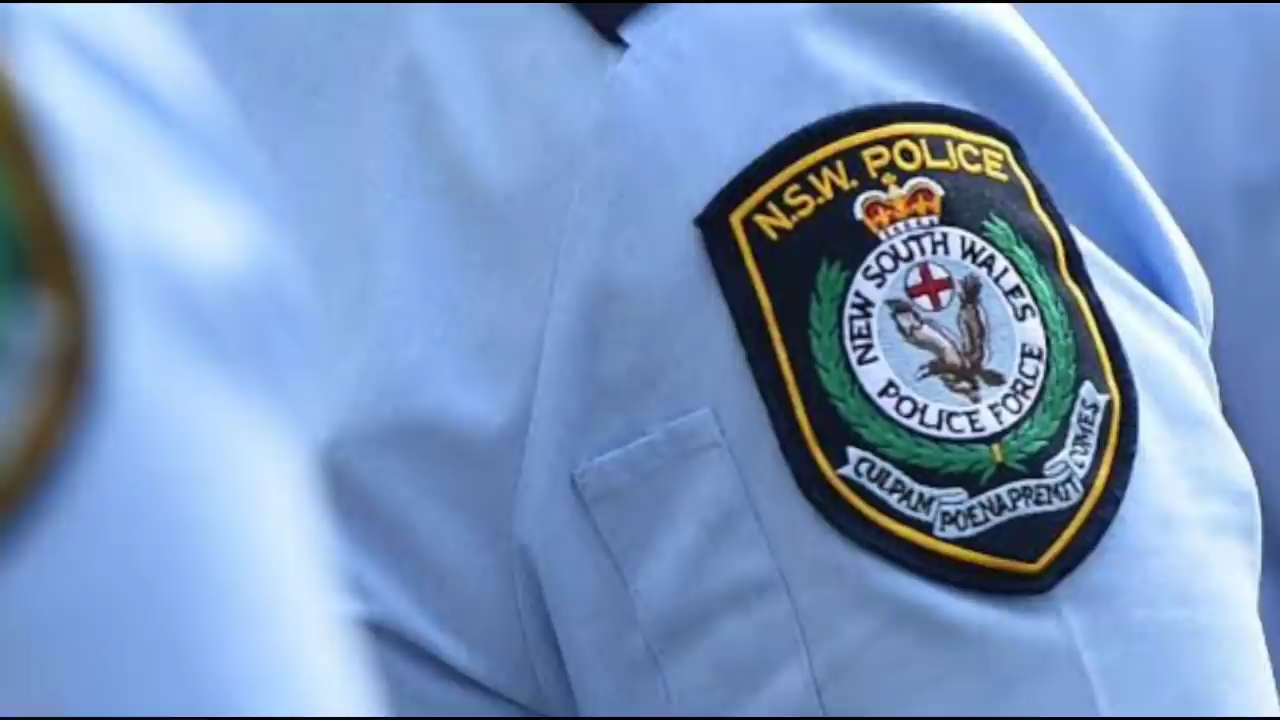 N.S.W. POLICE
NEW SOUTH WALES
POLICE FORCE
CULPAM POENA PREMIT COMES